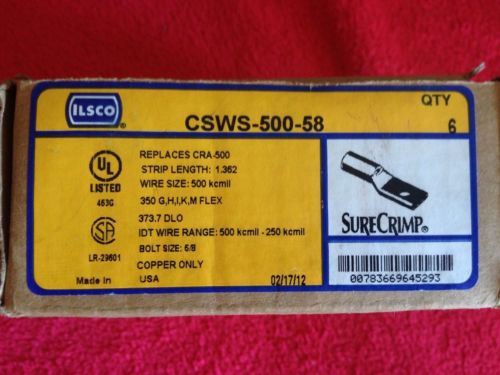 ILSCO
®
CSWS-500-58
QTY
6
UL
LISTED
463G
REPLACES CRA-500
STRIP LENGTH: 1.362
WIRE SIZE: 500 kcmil
350 G,H,I,K,M FLEX
373.7 DLO
IDT WIRE RANGE: 500 kcmil - 250 kcmil
BOLT SIZE: 5/8
COPPER ONLY
SA
LR-29601
Made in
USA
02/17/12
SURECRIMP®
00783669645293